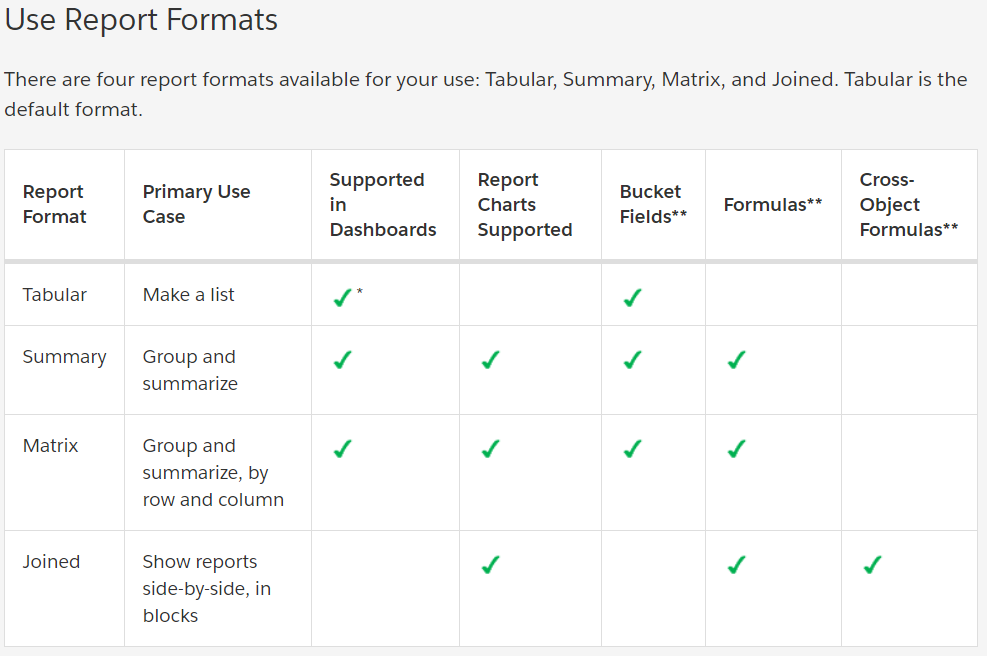 Use Report Formats
There are four report formats available for your use: Tabular, Summary, Matrix, and Joined. Tabular is the
default format.
Report Format Primary Use Case Supported in Dashboards Report Charts Supported Bucket Fields** Formulas** Cross-Object Formulas**
Tabular Make a list ✓* ✓
Summary Group and summarize ✓ ✓ ✓ ✓
Matrix Group and summarize, by row and column ✓ ✓ ✓ ✓
Joined Show reports side-by-side, in blocks ✓ ✓ ✓